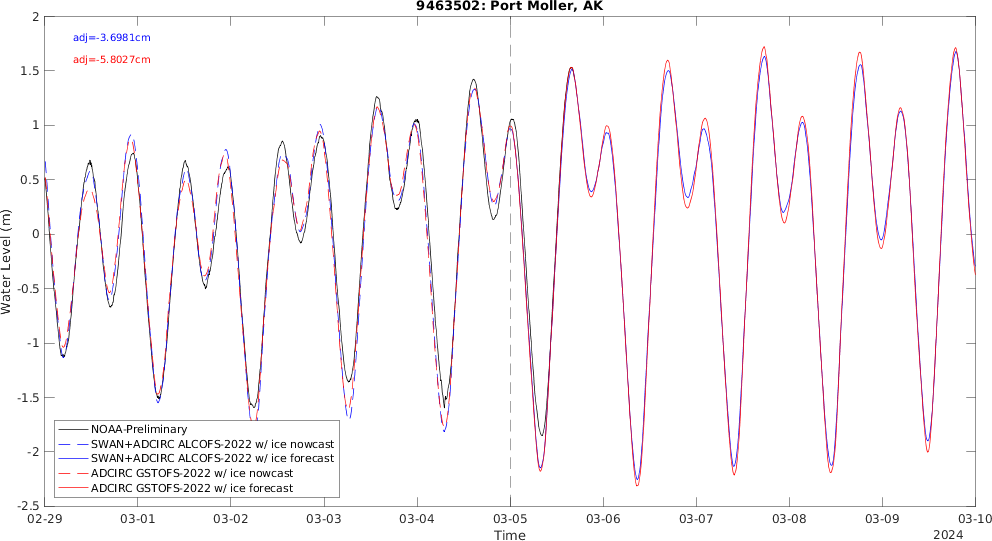 9463502: Port Moller, AK
adj=-3.6981cm
adj=-5.8027cm
2
1.5
1
0.5
0
-0.5
-1
-1.5
-2
-2.5
Water Level (m)
NOAA-Preliminary
SWAN+ADCIRC ALCOFS-2022 w/ ice nowcast
SWAN+ADCIRC ALCOFS-2022 w/ ice forecast
ADCIRC GSTOFS-2022 w/ ice nowcast
ADCIRC GSTOFS-2022 w/ ice forecast
02-29 03-01 03-02 03-03 03-04 03-05 03-06 03-07 03-08 03-09 03-10
Time
2024